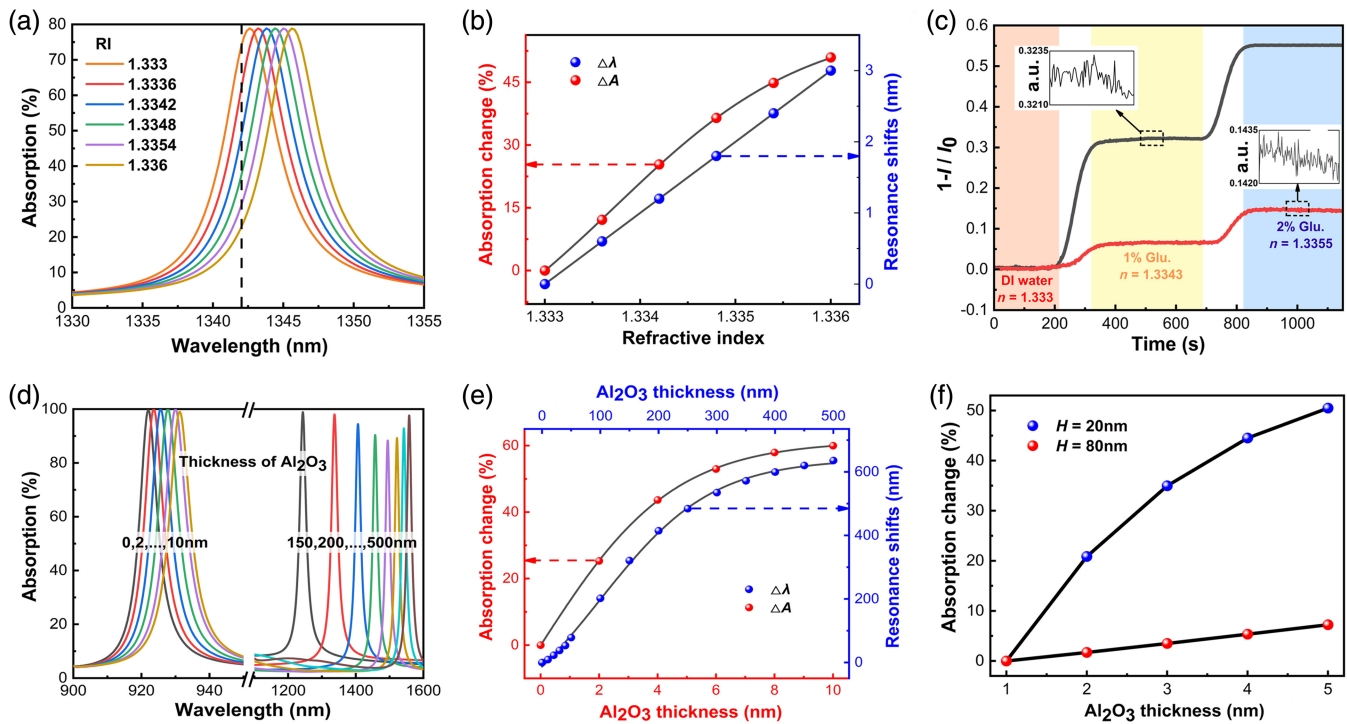 (a)
80
70
60
50
40
30
20
10
0
Absorption (%)
RI
1.333
1.3336
1.3342
1.3348
1.3354
1.336
1330 1335 1340 1345 1350 1355
Wavelength (nm)
(b)
45
30
15
0
Absorption change (%)
△λ
△A
3
2
1
0
Resonance shifts (nm)
1.333 1.334 1.335 1.336
Refractive index
(c)
0.6
0.5
0.4
0.3
0.2
0.1
0.0
-0.1
1-I / I0
0.3235
a.u.
0.3210
0.1435
a.u.
0.1420
DI water
n = 1.333
1% Glu.
n = 1.3343
2% Glu.
n = 1.3355
0 200 400 600 800 1000
Time (s)
(d)
100
80
60
40
20
0
Absorption (%)
Thickness of Al2O3
0,2,...,10nm
150,200,...,500nm
900 920 940 1200 1400 1600
Wavelength (nm)
(e)
Al2O3 thickness (nm)
0 100 200 300 400 500
60
40
20
0
Absorption change (%)
△λ
△A
600
400
200
0
Resonance shifts (nm)
0 2 4 6 8 10
Al2O3 thickness (nm)
(f)
50
40
30
20
10
0
Absorption change (%)
H = 20nm
H = 80nm
1 2 3 4 5
Al2O3 thickness (nm)